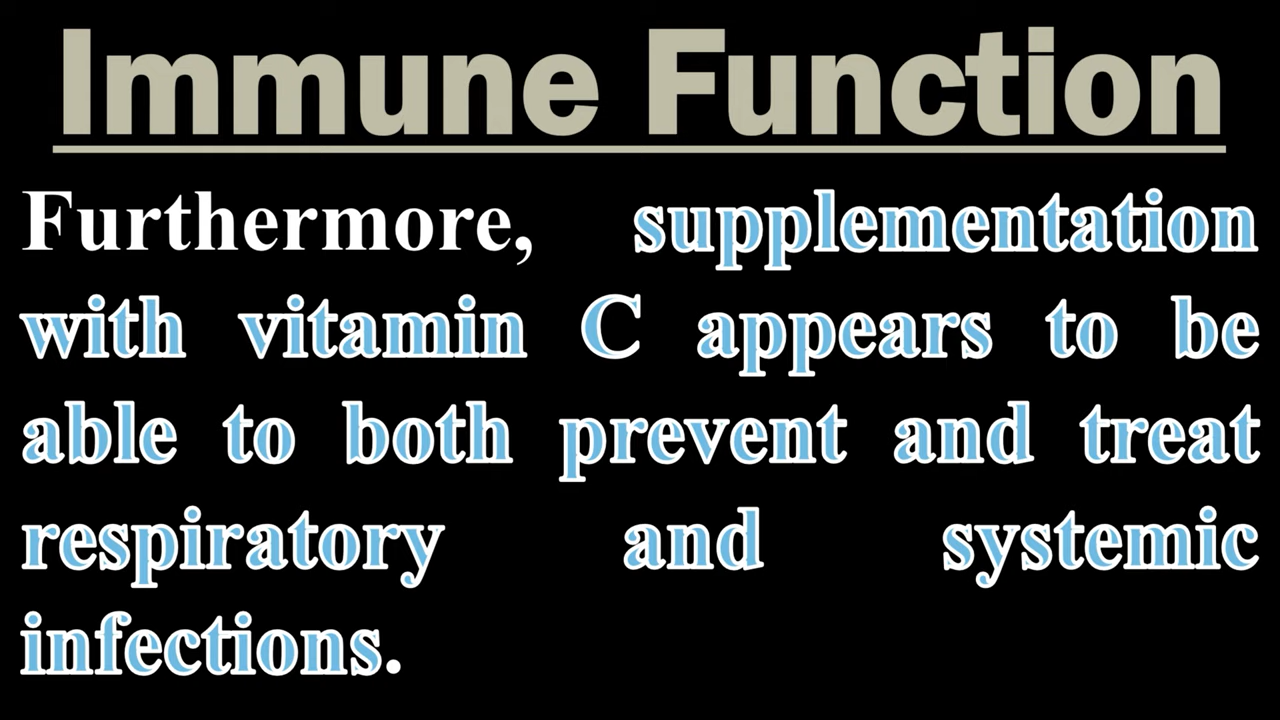 Immune Function
Furthermore, supplementation
with vitamin C appears to be
able to both prevent and treat
respiratory and systemic
infections.